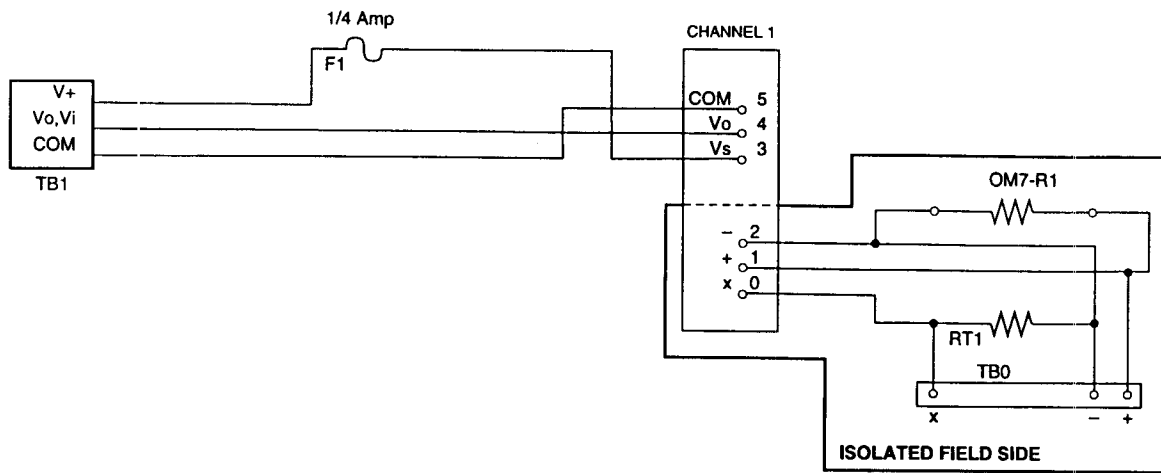 1/4 Amp
F1
CHANNEL 1
V+
Vo,Vi
COM
TB1
COM 5
Vo 4
Vs 3
OM7-R1
- 2
+ 1
x 0
RT1
TB0
x - +
ISOLATED FIELD SIDE